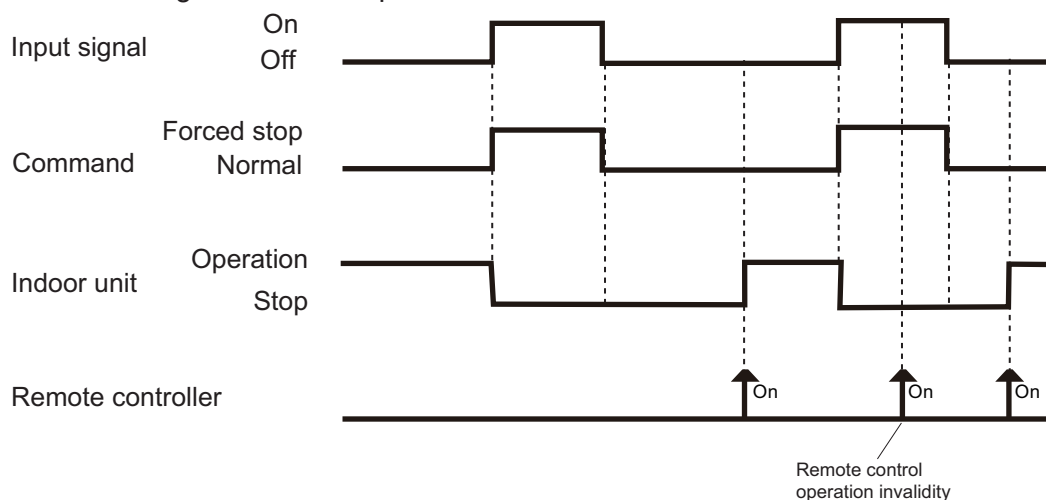 On
Input signal
Off
Forced stop
Command
Normal
Operation
Indoor unit
Stop
Remote controller
On
On
On
Remote control
operation invalidity